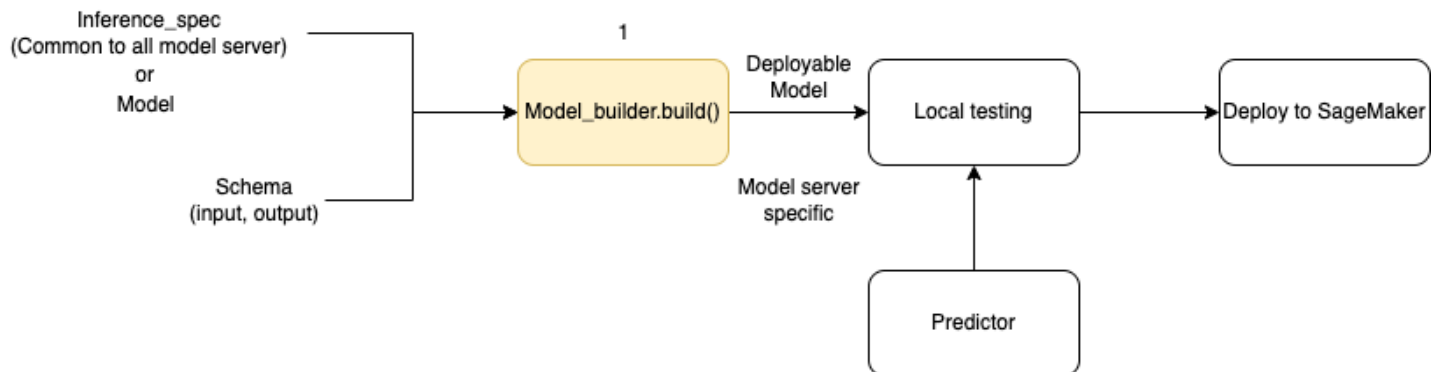 Inference_spec
(Common to all model server)
or
Model
Schema
(input, output)
1
Model_builder.build()
Deployable
Model
Model server
specific
Local testing
Predictor
Deploy to SageMaker